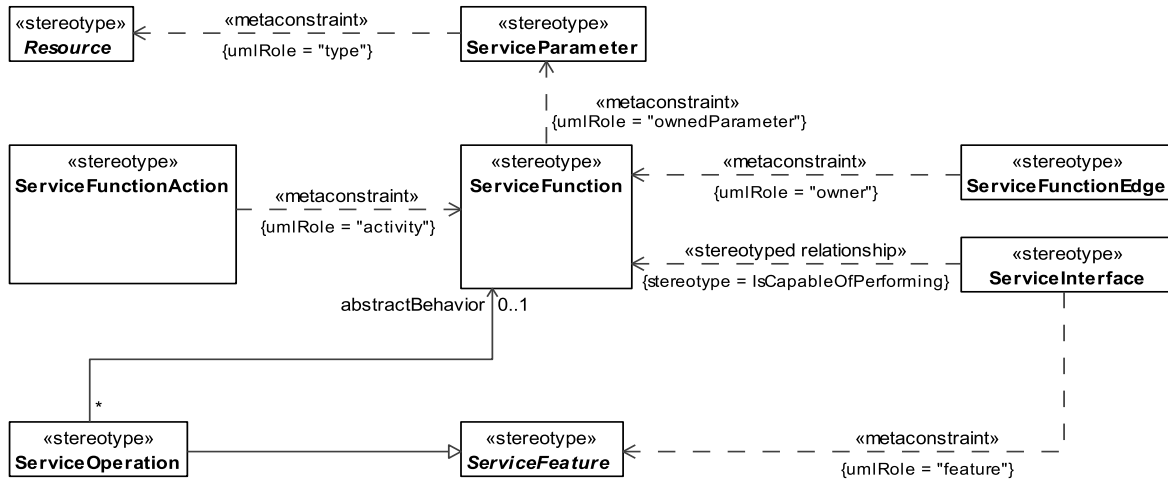 «stereotype»
Resource
«metaconstraint»
{umlRole = "type"}
«stereotype»
ServiceParameter
«metaconstraint»
{umlRole = "ownedParameter"}
«stereotype»
ServiceFunctionAction
«metaconstraint»
{umlRole = "activity"}
«stereotype»
ServiceFunction
«metaconstraint»
{umlRole = "owner"}
«stereotype»
ServiceFunctionEdge
«stereotyped relationship»
{stereotype = IsCapableOfPerforming}
«stereotype»
ServiceInterface
abstractBehavior 0..1
*
«stereotype»
ServiceOperation
«stereotype»
ServiceFeature
«metaconstraint»
{umlRole = "feature"}